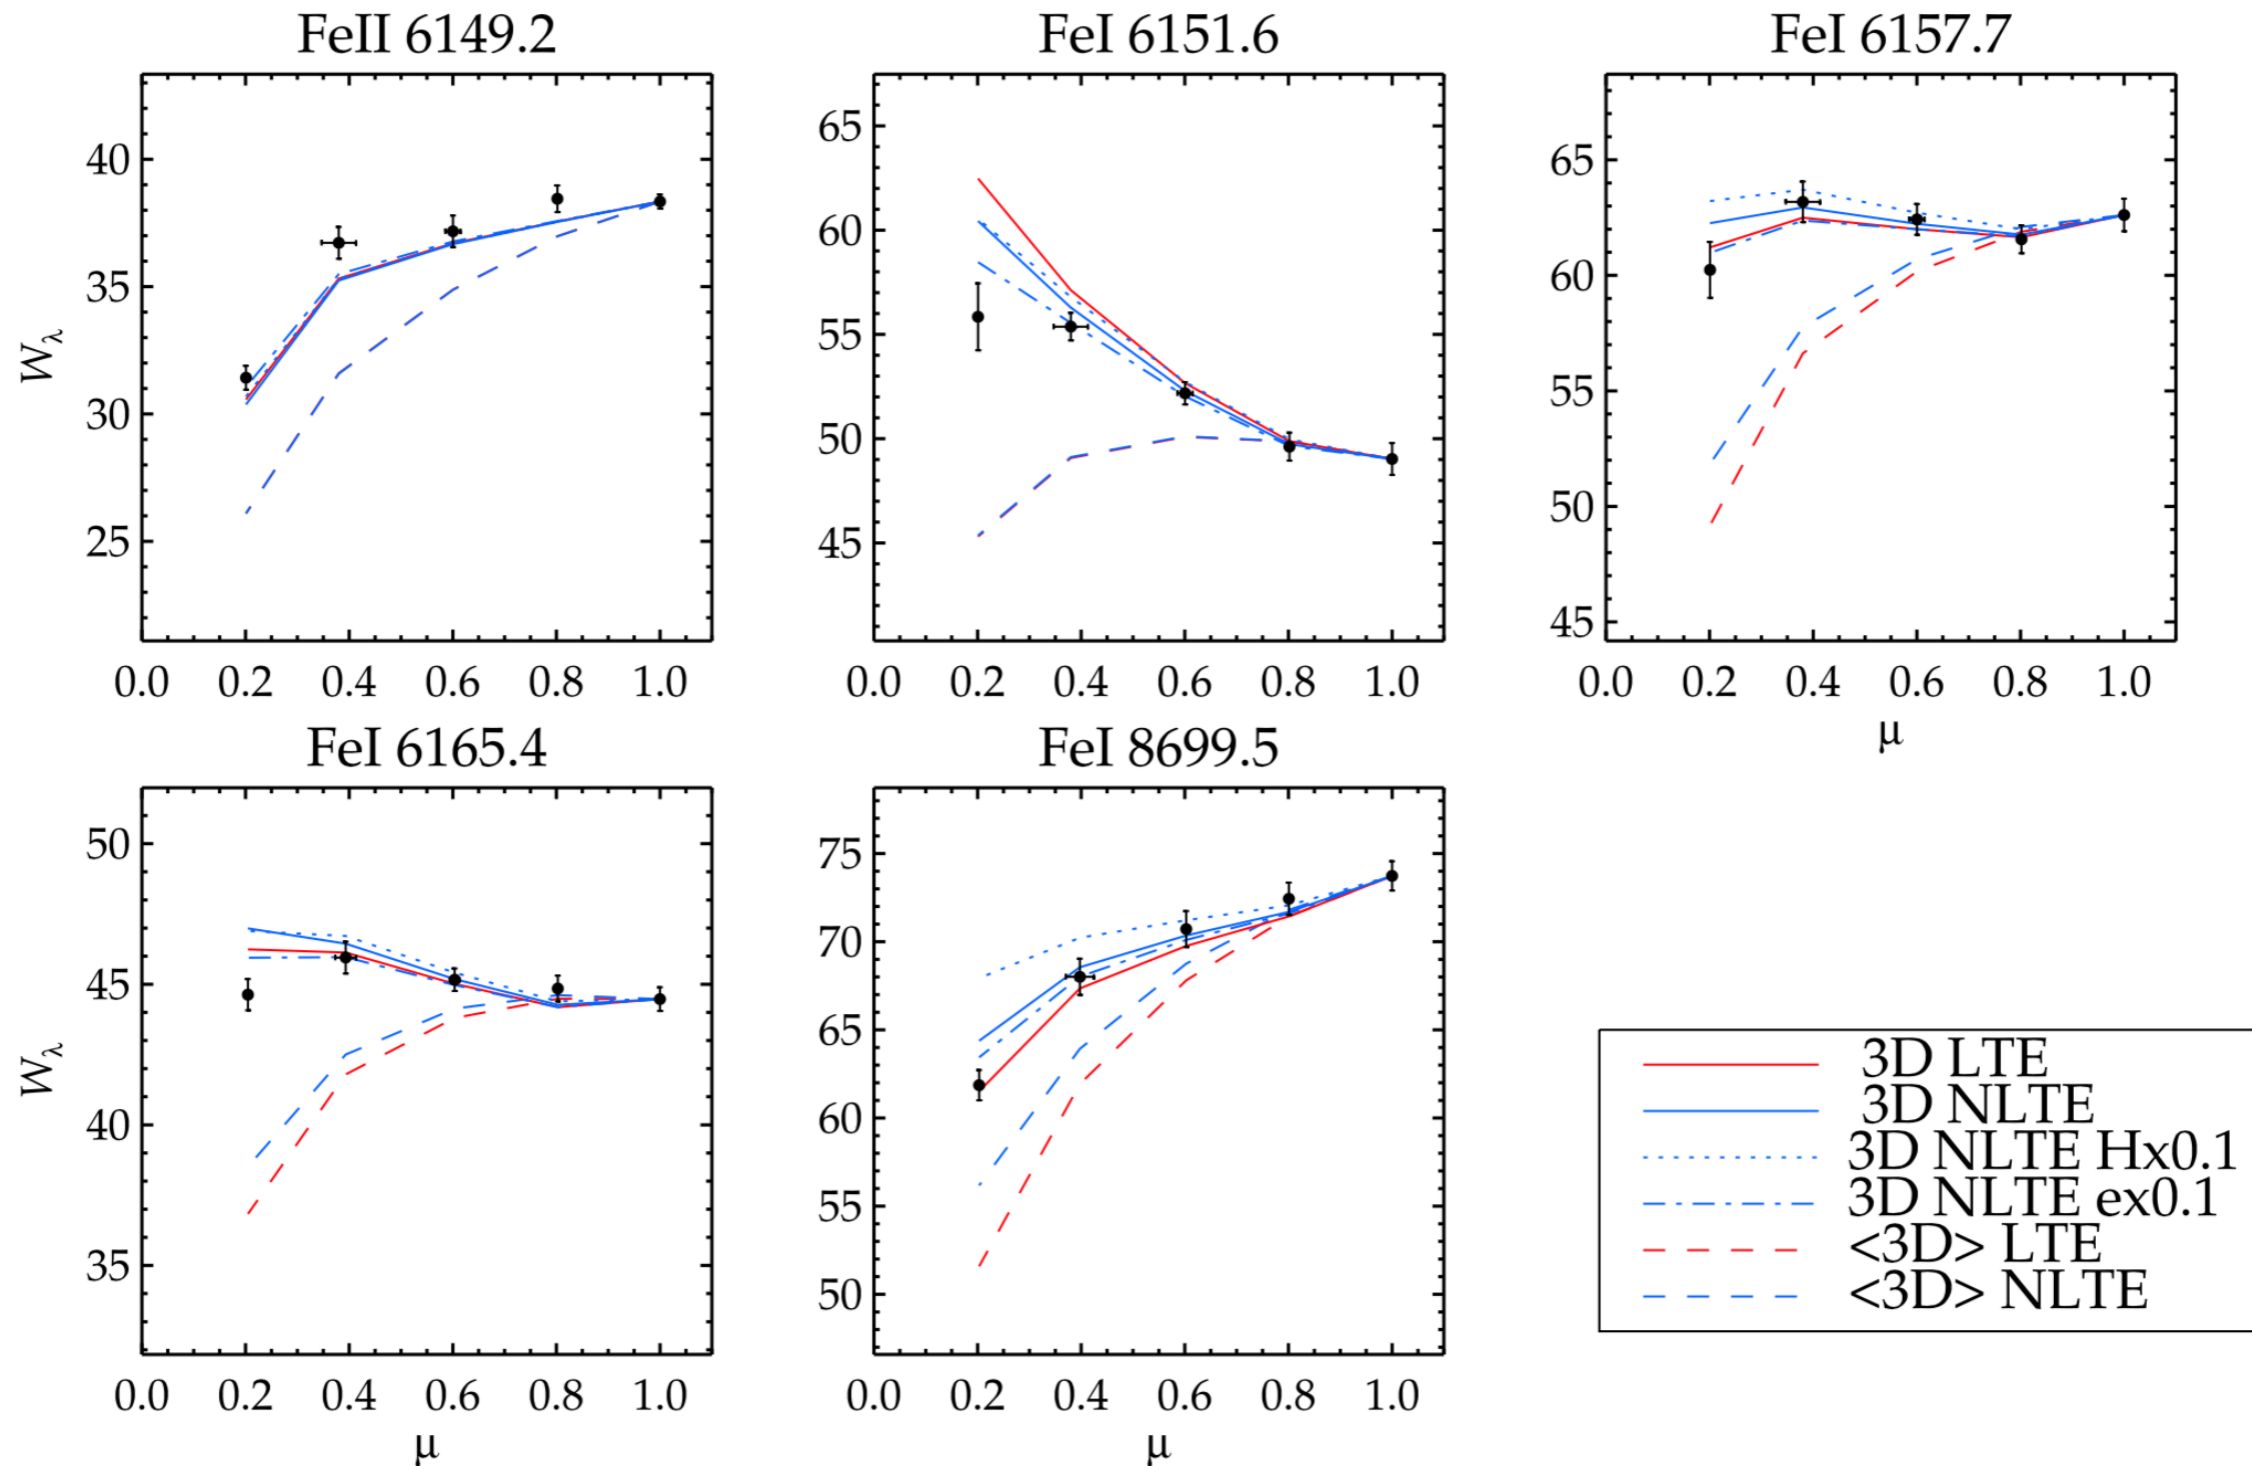 FeII 6149.2
FeI 6151.6
FeI 6157.7
40
35
30
25
Wλ
0.0 0.2 0.4 0.6 0.8 1.0
65
60
55
50
45
0.0 0.2 0.4 0.6 0.8 1.0
65
60
55
50
45
0.0 0.2 0.4 0.6 0.8 1.0
μ
FeI 6165.4
FeI 8699.5
50
45
40
35
Wλ
0.0 0.2 0.4 0.6 0.8 1.0
μ
75
70
65
60
55
50
0.0 0.2 0.4 0.6 0.8 1.0
μ
3D LTE
3D NLTE
3D NLTE Hx0.1
3D NLTE ex0.1
<3D> LTE
<3D> NLTE